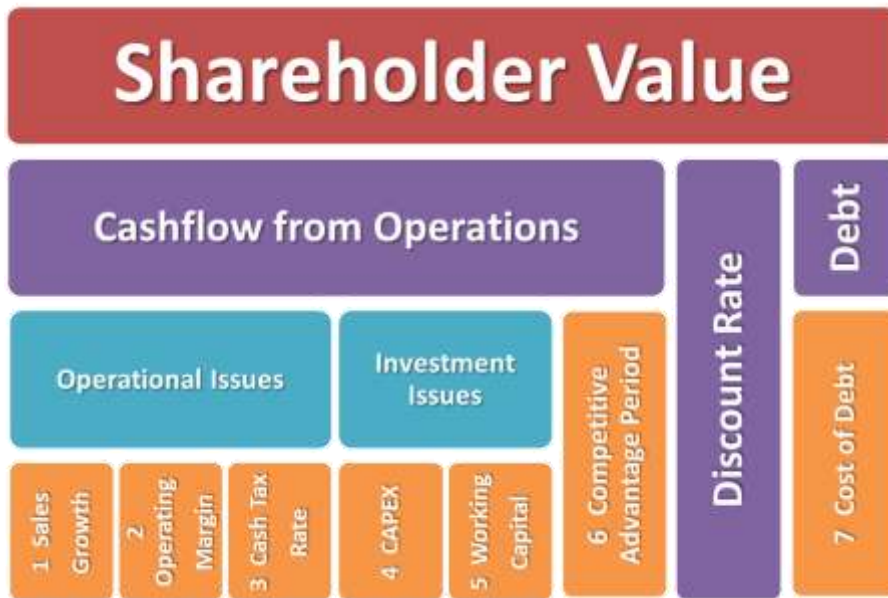 Shareholder Value
Cashflow from Operations
Discount Rate
Debt
Operational Issues
Investment
Issues
6 Competitive
Advantage Period
7 Cost of Debt
1 Sales
Growth
2
Operating
Margin
3 Cash Tax
Rate
4 CAPEX
5 Working
Capital